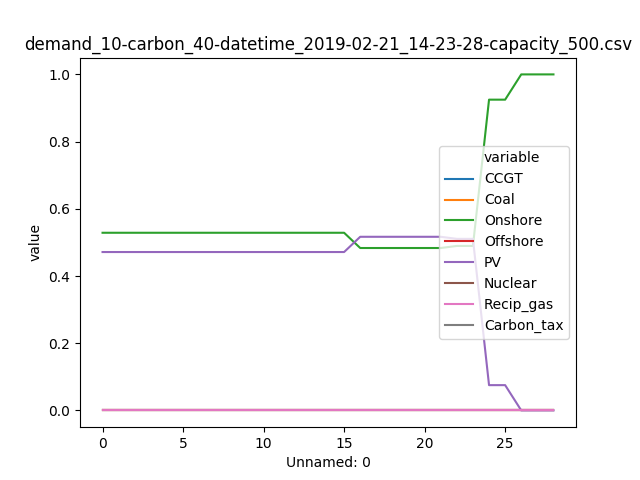 demand_10-carbon_40-datetime_2019-02-21_14-23-28-capacity_500.csv
1.0
0.8
0.6
0.4
0.2
0.0
value
variable
CCGT
Coal
Onshore
Offshore
PV
Nuclear
Recip_gas
Carbon_tax
0 5 10 15 20 25
Unnamed: 0